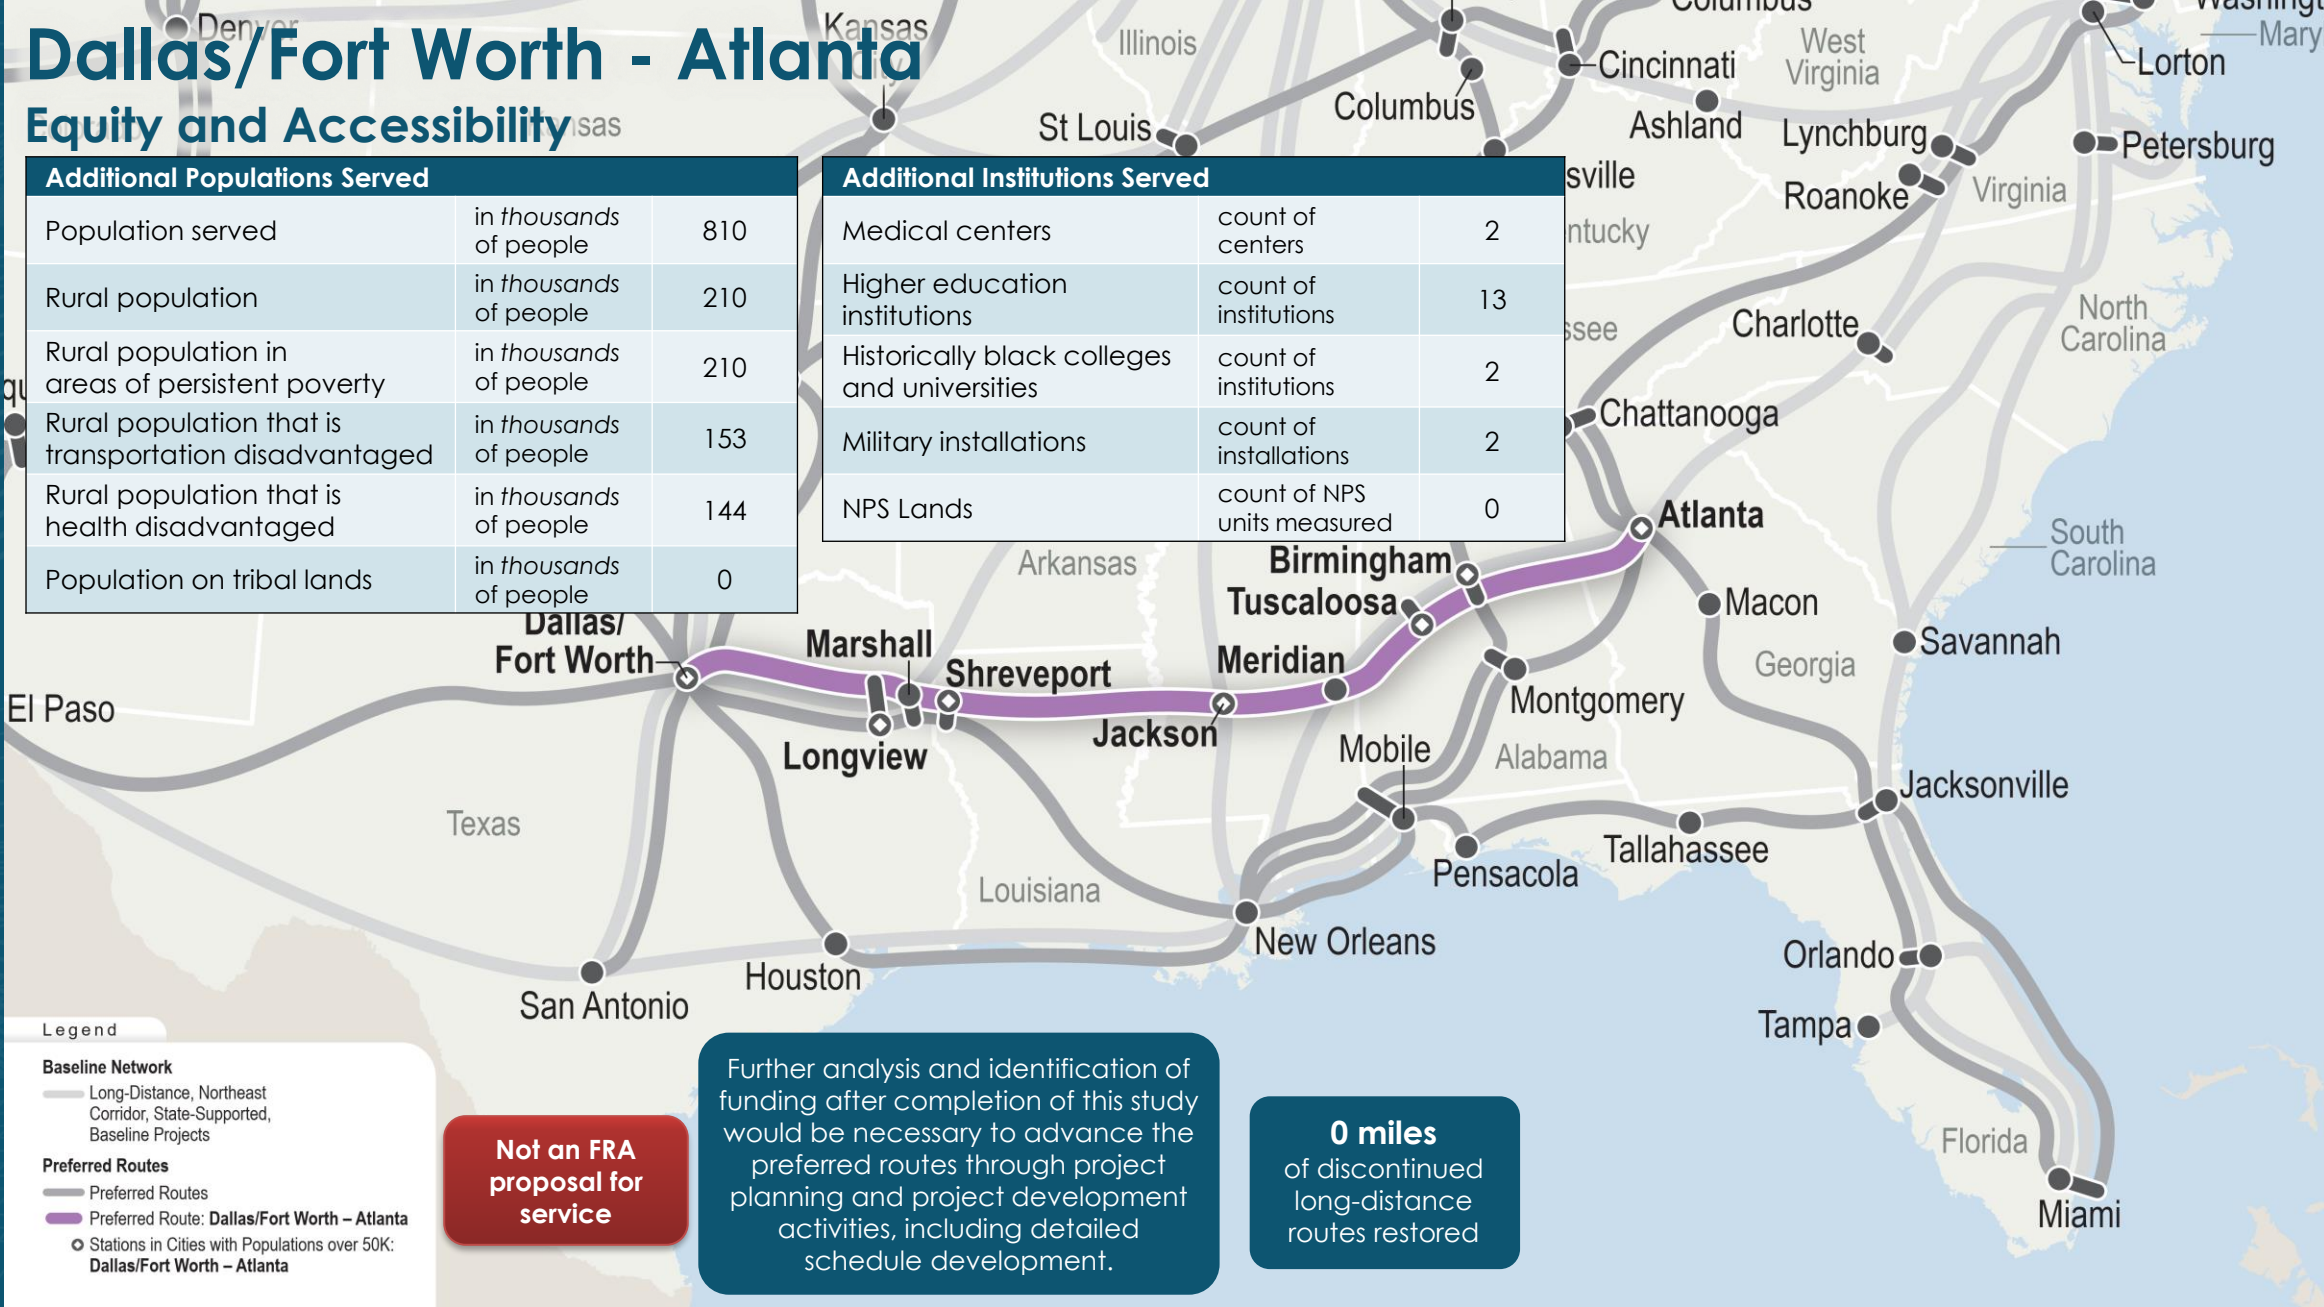 Dallas/Fort Worth - Atlanta
Equity and Accessibility
Additional Populations Served
Population served
in thousands
of people
810
Rural population
in thousands
of people
210
Rural population in
areas of persistent poverty
in thousands
of people
210
Rural population that is
transportation disadvantaged
in thousands
of people
153
Rural population that is
health disadvantaged
in thousands
of people
144
Population on tribal lands
in thousands
of people
0
Additional Institutions Served
Medical centers
count of
centers
2
Higher education
institutions
count of
institutions
13
Historically black colleges
and universities
count of
institutions
2
Military installations
count of
installations
2
NPS Lands
count of NPS
units measured
0
Denver
Kansas
City
Illinois
Columbus
West
Virginia
Mary
Lorton
Cincinnati
Columbus
St Louis
Ashland
Lynchburg
Petersburg
sville
Roanoke
Virginia
ntucky
North
Carolina
ssee
Charlotte
Chattanooga
Atlanta
South
Carolina
Arkansas
Birmingham
Tuscaloosa
Macon
Dallas/
Fort Worth
Marshall
Shreveport
Meridian
Savannah
Georgia
El Paso
Montgomery
Jackson
Longview
Mobile
Alabama
Jacksonville
Texas
Tallahassee
Pensacola
Louisiana
New Orleans
Orlando
Houston
San Antonio
Tampa
Florida
Miami
Legend
Baseline Network
Long-Distance, Northeast
Corridor, State-Supported,
Baseline Projects
Preferred Routes
Preferred Routes
Preferred Route: Dallas/Fort Worth – Atlanta
Stations in Cities with Populations over 50K:
Dallas/Fort Worth – Atlanta
Not an FRA
proposal for
service
Further analysis and identification of
funding after completion of this study
would be necessary to advance the
preferred routes through project
planning and project development
activities, including detailed
schedule development.
0 miles
of discontinued
long-distance
routes restored